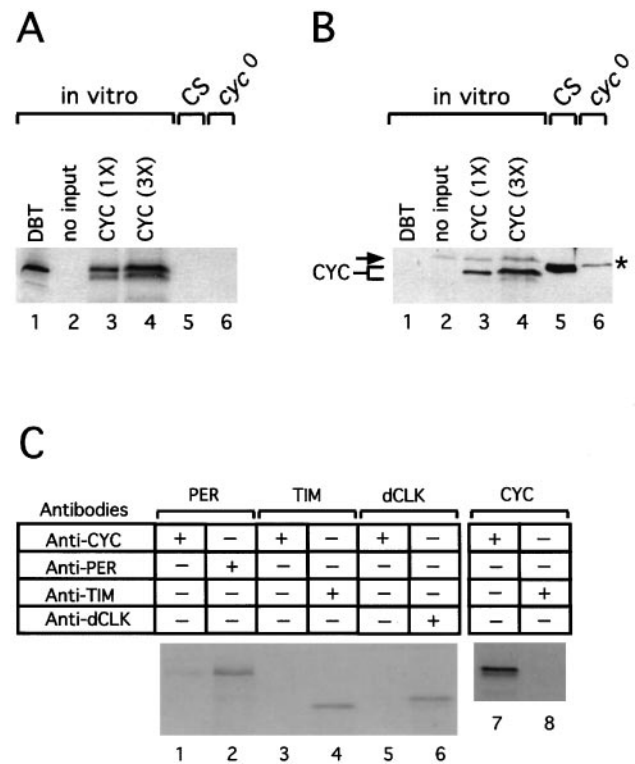 A
in vitro CS cyc 0
DBT no input CYC (1X) CYC (3X)
1 2 3 4 5 6
B
in vitro CS cyc 0
DBT no input CYC (1X) CYC (3X)
CYC *
1 2 3 4 5 6
C
Antibodies PER TIM dCLK CYC
Anti-CYC + – + – + – + –
Anti-PER – + – – – – – –
Anti-TIM – – – + – – – +
Anti-dCLK – – – – – + – –
1 2 3 4 5 6 7 8